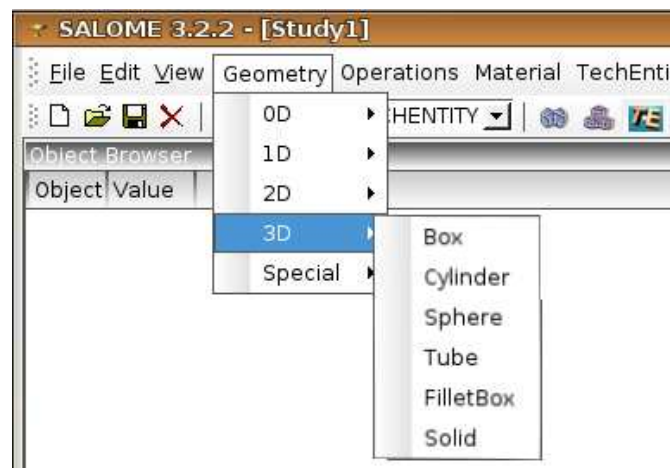 SALOME 3.2.2 - [Study1]
File Edit View Geometry Operations Material TechEnti
HENTITY
Object Browser
Object Value
0D
1D
2D
3D
Special
Box
Cylinder
Sphere
Tube
FilletBox
Solid